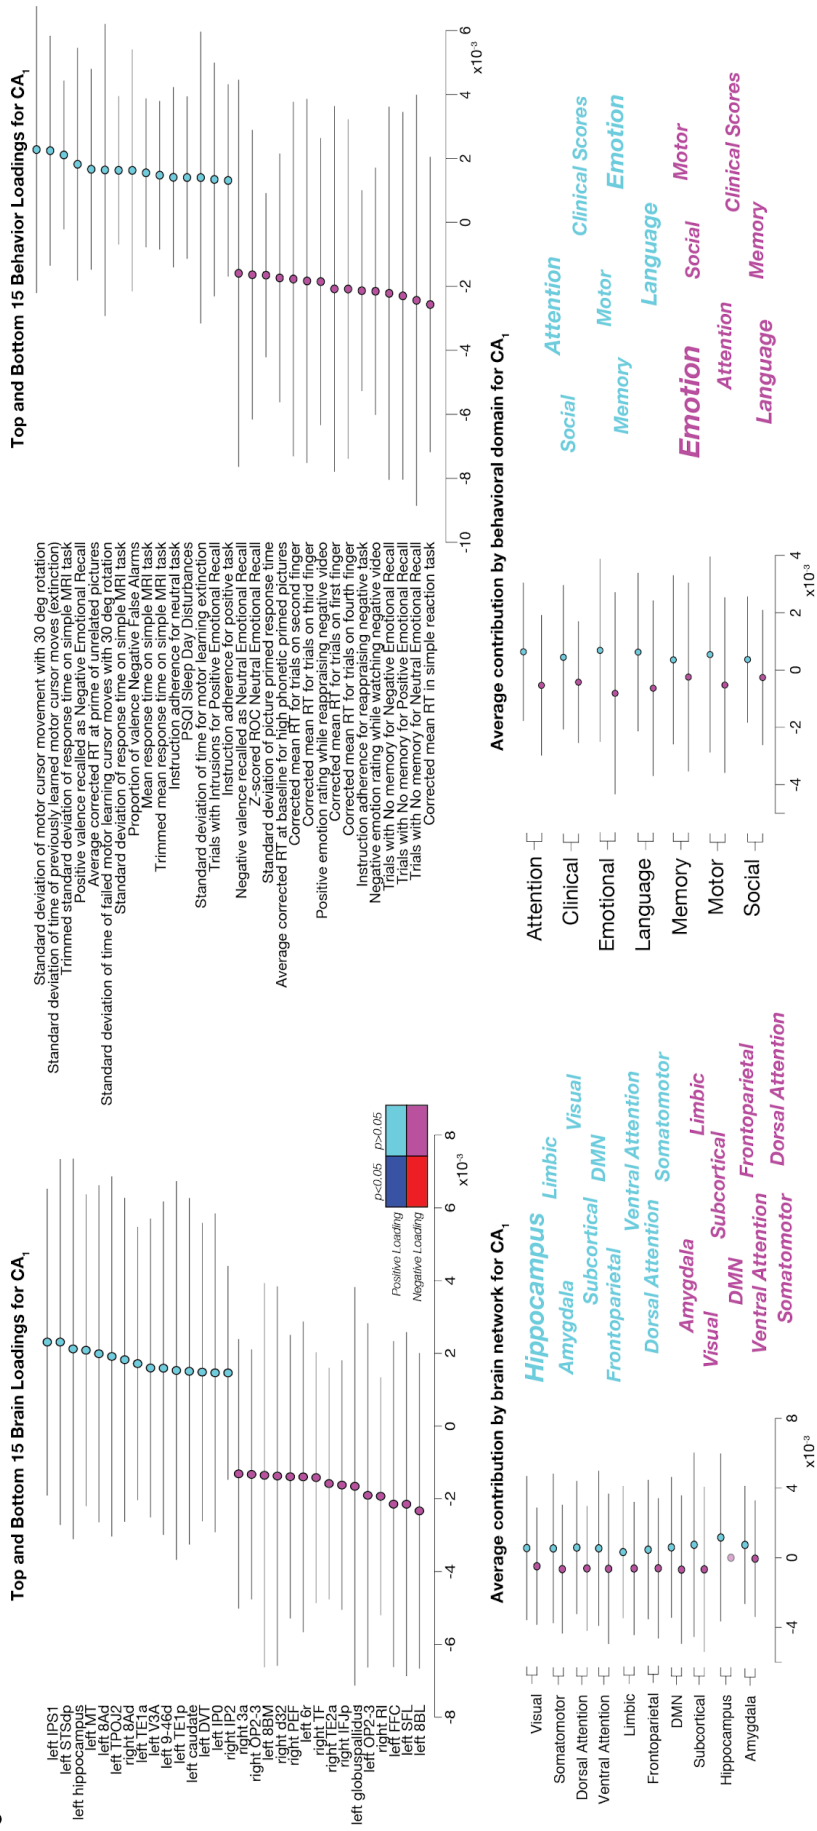 Top and Bottom 15 Brain Loadings for CA1
left IPS1
left STSdp
left hippocampus
left MT
left 8Ad
left TPOJ2
right 8Ad
left TE1a
left V3A
left 9-46d
left TE1p
left caudate
left DVT
left IP0
right IP2
right 3a
right OP2-3
left 8BM
right d32
right PEF
left 6r
right TF
right TE2a
right IFJp
left globuspallidus
left OP2-3
right RI
left FFC
left SFL
left 8BL
-8
-6
-4
-2
0
2
4
6
8
x10-3
p<0.05
p>0.05
Positive Loading
Negative Loading
Top and Bottom 15 Behavior Loadings for CA1
Standard deviation of motor cursor movement with 30 deg rotation
Standard deviation of time of previously learned motor cursor moves (extinction)
Trimmed standard deviation of response time on simple MRI task
Positive valence recalled as Negative Emotional Recall
Average corrected RT at prime of unrelated pictures
Standard deviation of time of failed motor learning cursor moves with 30 deg rotation
Standard deviation of response time on simple MRI task
Proportion of valence Negative False Alarms
Mean response time on simple MRI task
Trimmed mean response time on simple MRI task
Instruction adherence for neutral task
PSQI Sleep Day Disturbances
Standard deviation of time for motor learning extinction
Trials with Intrusions for Positive Emotional Recall
Instruction adherence for positive task
Negative valence recalled as Neutral Emotional Recall
Z-scored ROC Neutral Emotional Recall
Standard deviation of picture primed response time
Average corrected RT at baseline for high phonetic primed pictures
Corrected mean RT for trials on second finger
Corrected mean RT for trials on third finger
Positive emotion rating while reappraising negative video
Corrected mean RT for trials on first finger
Corrected mean RT for trials on fourth finger
Instruction adherence for reappraising negative task
Negative emotion rating while watching negative video
Trials with No memory for Negative Emotional Recall
Trials with No memory for Positive Emotional Recall
Trials with No memory for Neutral Emotional Recall
Corrected mean RT in simple reaction task
-10
-8
-6
-4
-2
0
2
4
6
x10-3
Average contribution by brain network for CA1
Visual
Somatomotor
Dorsal Attention
Ventral Attention
Limbic
Frontoparietal
DMN
Subcortical
Hippocampus
Amygdala
-4
0
4
8
x10-3
Hippocampus
Limbic
Amygdala
Visual
Subcortical
DMN
Frontoparietal
Ventral Attention
Dorsal Attention
Somatomotor
Amygdala
Limbic
Visual
Subcortical
DMN
Frontoparietal
Ventral Attention
Dorsal Attention
Somatomotor
Average contribution by behavioral domain for CA1
Attention
Clinical
Emotional
Language
Memory
Motor
Social
-4
-2
0
2
4
x10-3
Attention
Social
Clinical Scores
Motor
Emotion
Memory
Language
Emotion
Social
Motor
Attention
Clinical Scores
Language
Memory